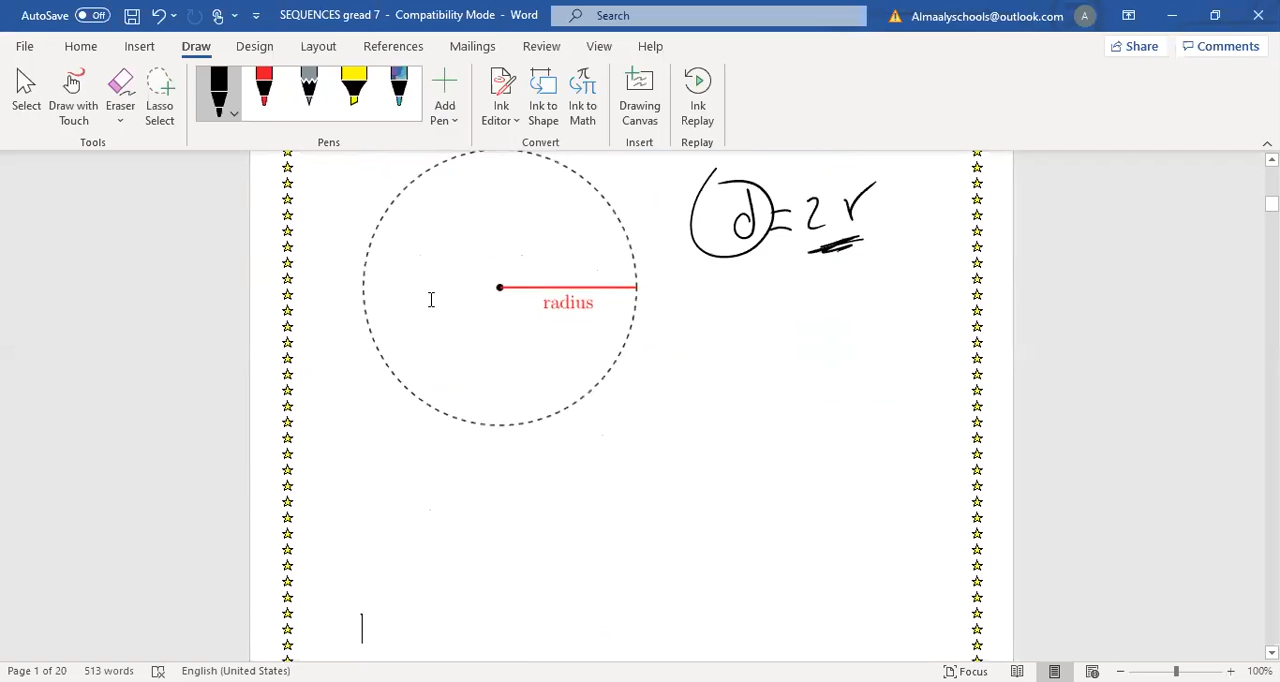 AutoSave Off SEQUENCES gread 7 - Compatibility Mode - Word Search Almaalyschools@outlook.com A
File Home Insert Draw Design Layout References Mailings Review View Help Share Comments
Select Draw with Touch Eraser Lasso Select Add Pen Ink Editor Ink to Shape Ink to Math Drawing Canvas Ink Replay
Tools Pens Convert Insert Replay
d = 2 r
radius
Page 1 of 20 513 words English (United States) Focus 100%